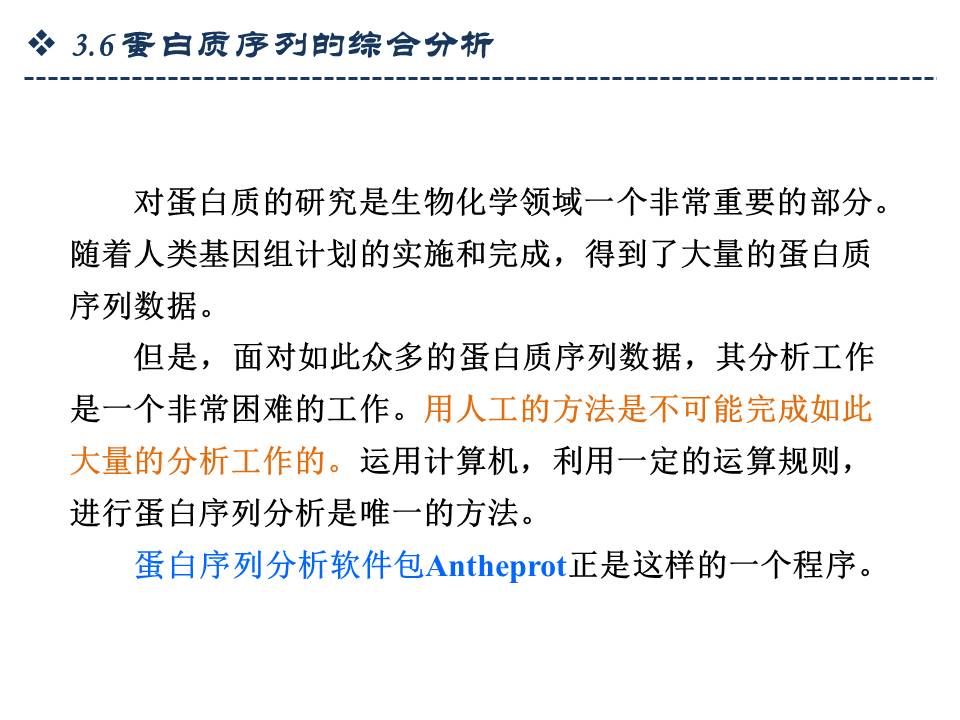 3.6蛋白质序列的综合分析
对蛋白质的研究是生物化学领域一个非常重要的部分。
随着人类基因组计划的实施和完成，得到了大量的蛋白质
序列数据。
但是，面对如此众多的蛋白质序列数据，其分析工作
是一个非常困难的工作。用人工的方法是不可能完成如此
大量的分析工作的。运用计算机，利用一定的运算规则，
进行蛋白序列分析是唯一的方法。
蛋白序列分析软件包Antheprot正是这样的一个程序。